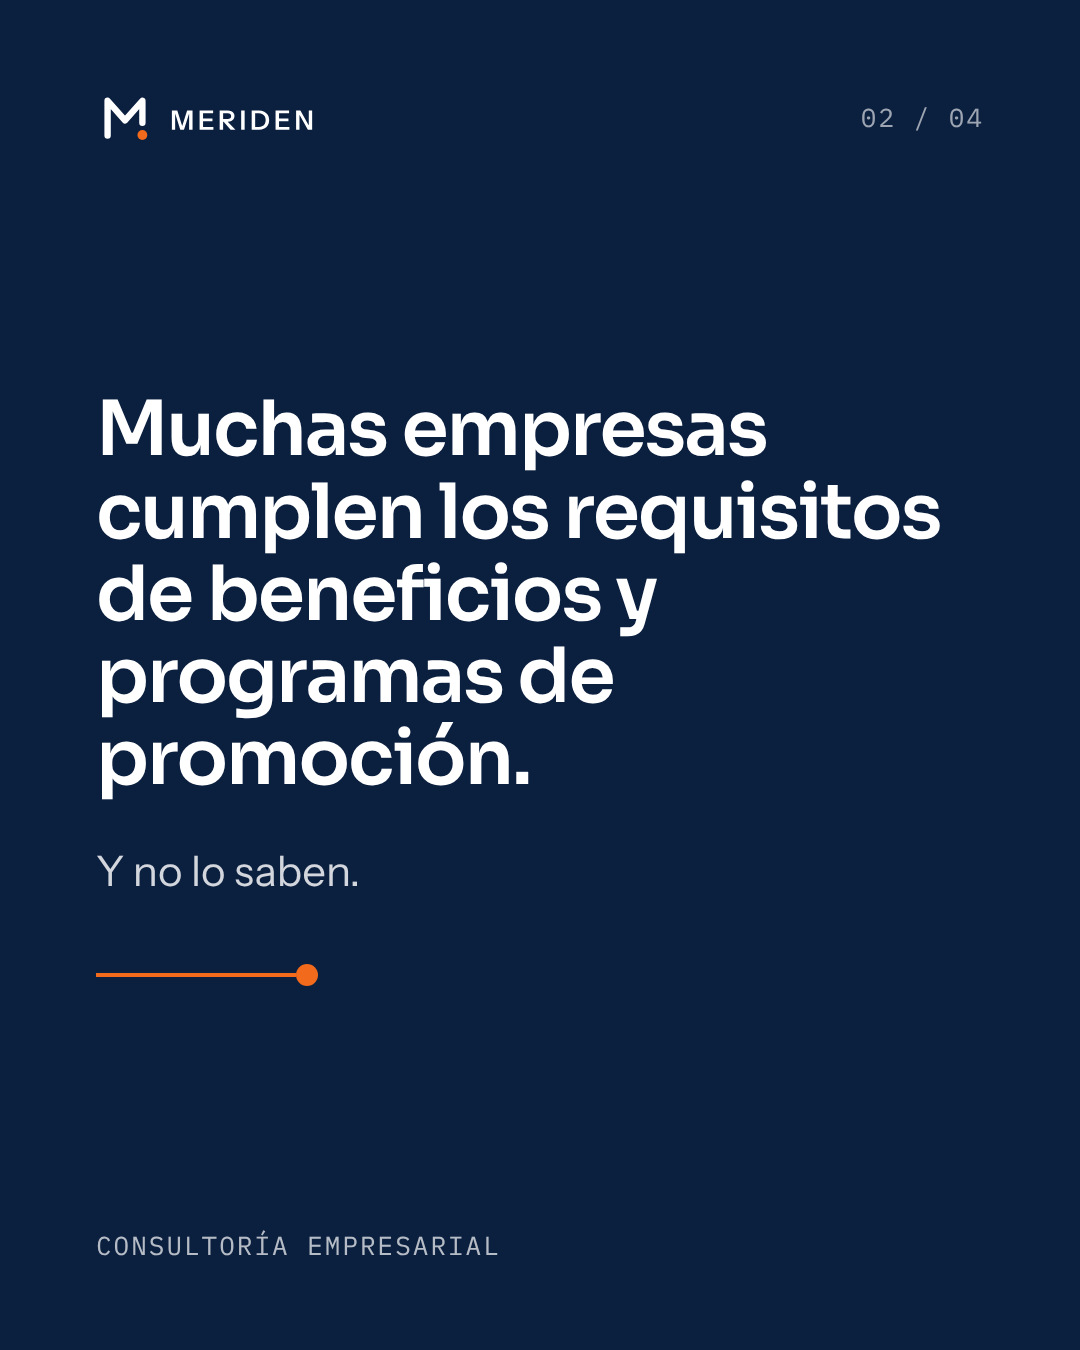 MERIDEN
02 / 04
Muchas empresas
cumplen los requisitos
de beneficios y
programas de
promoción.
Y no lo saben.
CONSULTORÍA EMPRESARIAL